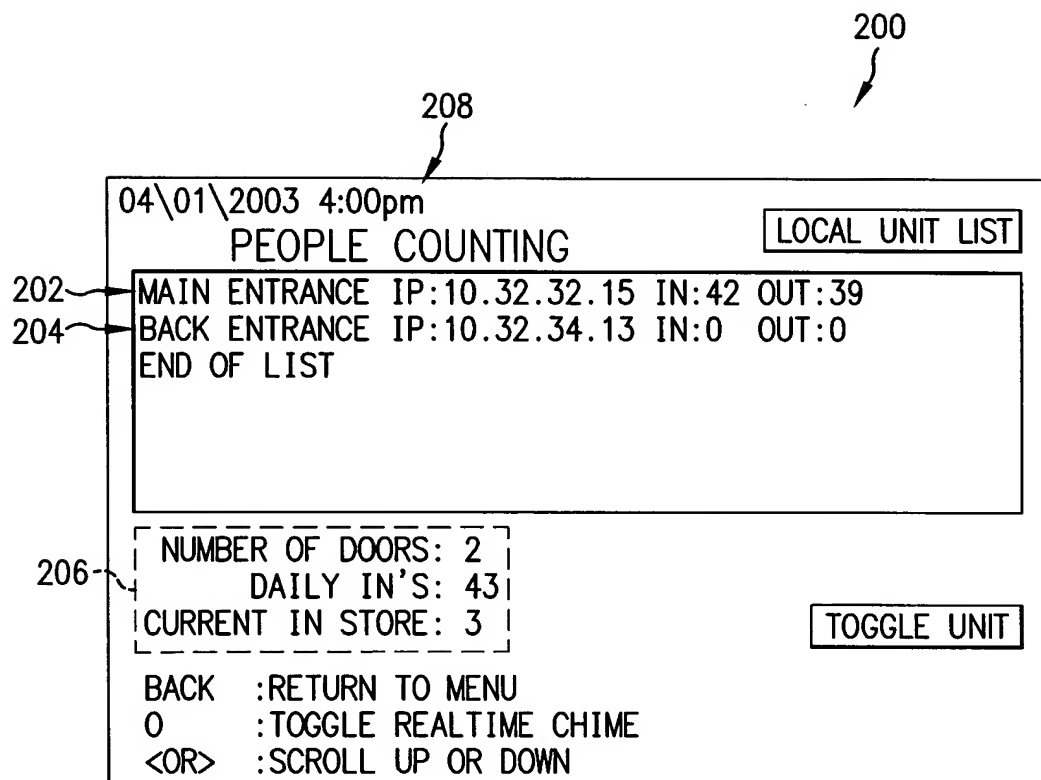 200
208
04\01\2003 4:00pm
PEOPLE COUNTING
LOCAL UNIT LIST
202
MAIN ENTRANCE IP:10.32.32.15 IN:42 OUT:39
204
BACK ENTRANCE IP:10.32.34.13 IN:0 OUT:0
END OF LIST
206
NUMBER OF DOORS: 2
DAILY IN'S: 43
CURRENT IN STORE: 3
TOGGLE UNIT
BACK :RETURN TO MENU
0 :TOGGLE REALTIME CHIME
<OR> :SCROLL UP OR DOWN